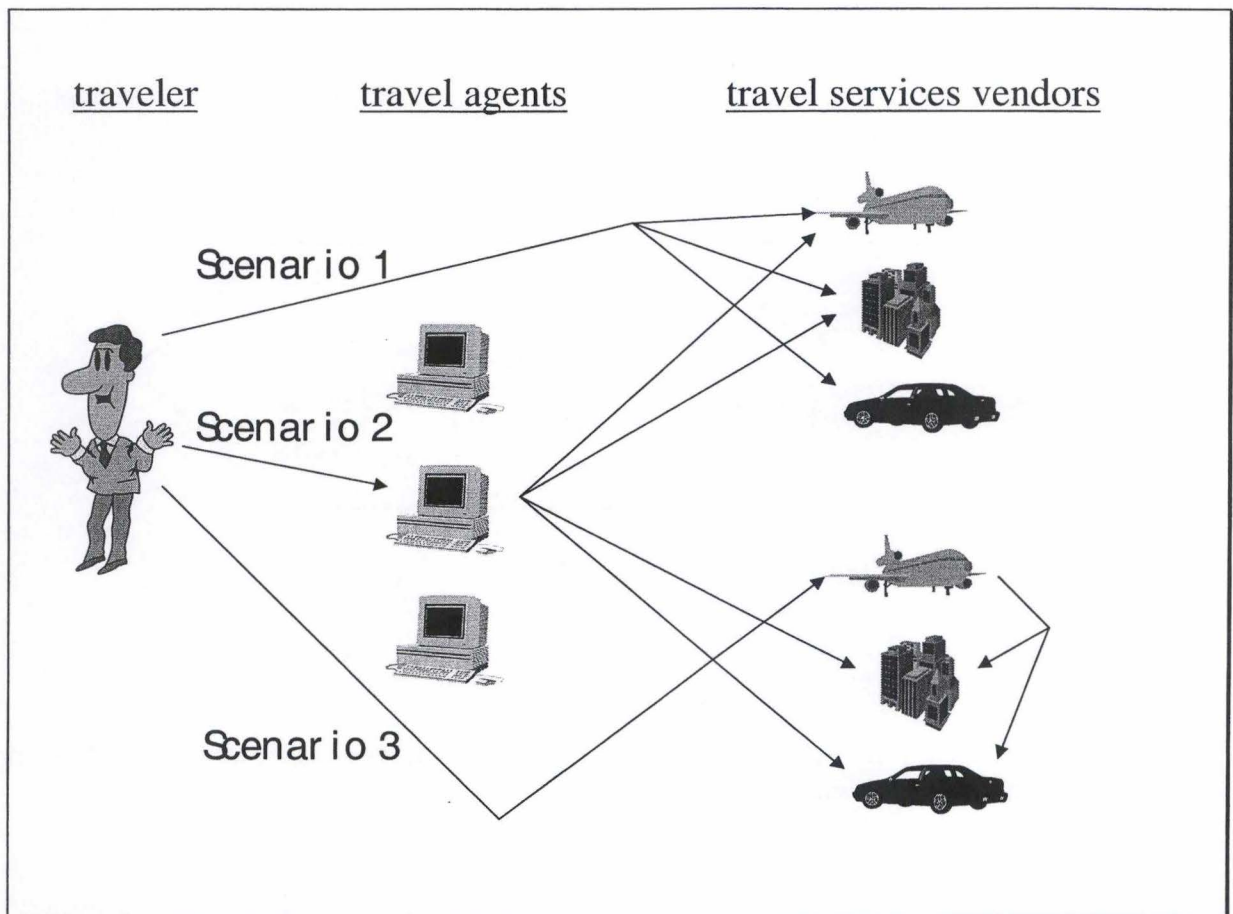 traveler travel agents travel services vendors
Scenario 1
Scenario 2
Scenario 3